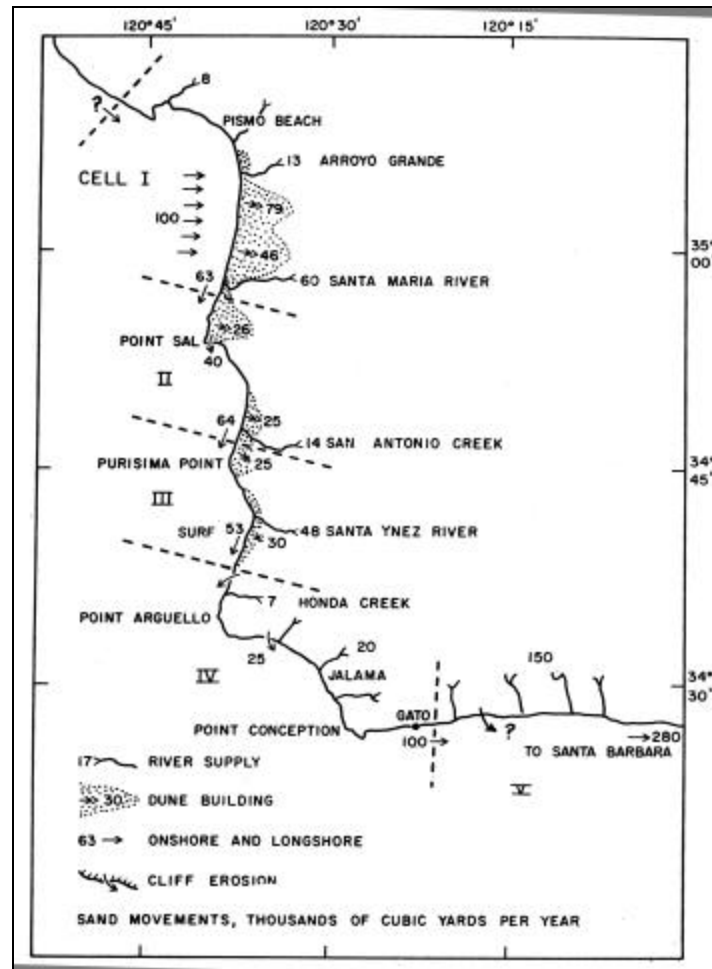 120°45' 120°30' 120°15'
8
?
PISMO BEACH
13 ARROYO GRANDE
CELL I
79
100
46
35°
00'
63
60 SANTA MARIA RIVER
26
POINT SAL
40
II
64
25
14 SAN ANTONIO CREEK
25
PURISIMA POINT
34°
45'
III
SURF 53
48 SANTA YNEZ RIVER
30
7 HONDA CREEK
POINT ARGUELLO
25
20
150
IV
JALAMA
34°
30'
GATO
POINT CONCEPTION
100
?
280
TO SANTA BARBARA
V
17 RIVER SUPPLY
30 DUNE BUILDING
63 ONSHORE AND LONGSHORE
CLIFF EROSION
SAND MOVEMENTS, THOUSANDS OF CUBIC YARDS PER YEAR